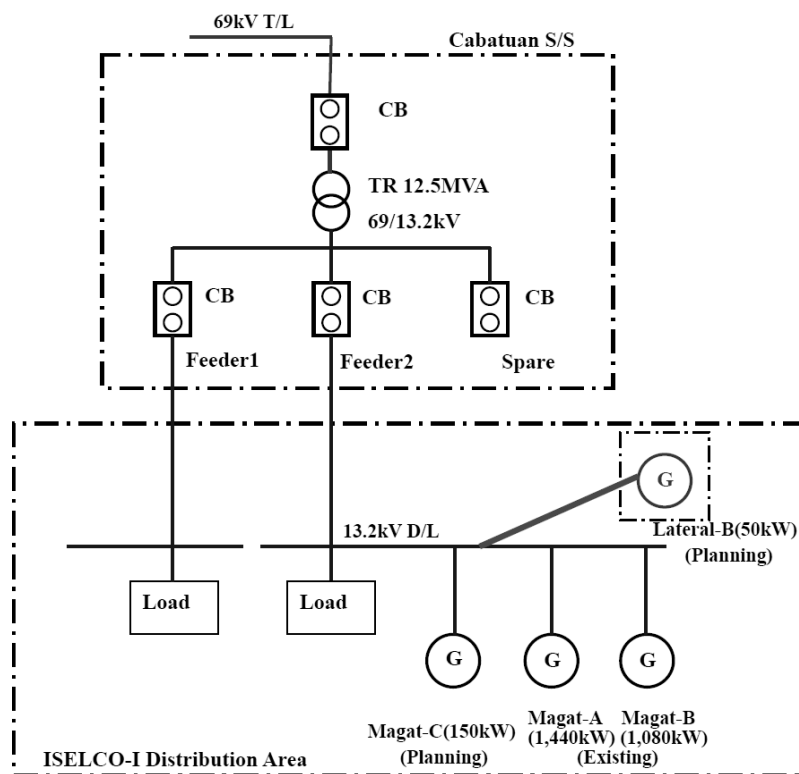 69kV T/L
Cabatuan S/S
CB
TR 12.5MVA
69/13.2kV
CB
CB
CB
Feeder1
Feeder2
Spare
G
13.2kV D/L
Lateral-B(50kW)
(Planning)
Load
Load
G
G
G
Magat-C(150kW)
(Planning)
Magat-A
(1,440kW)
Magat-B
(1,080kW)
(Existing)
ISELCO-I Distribution Area